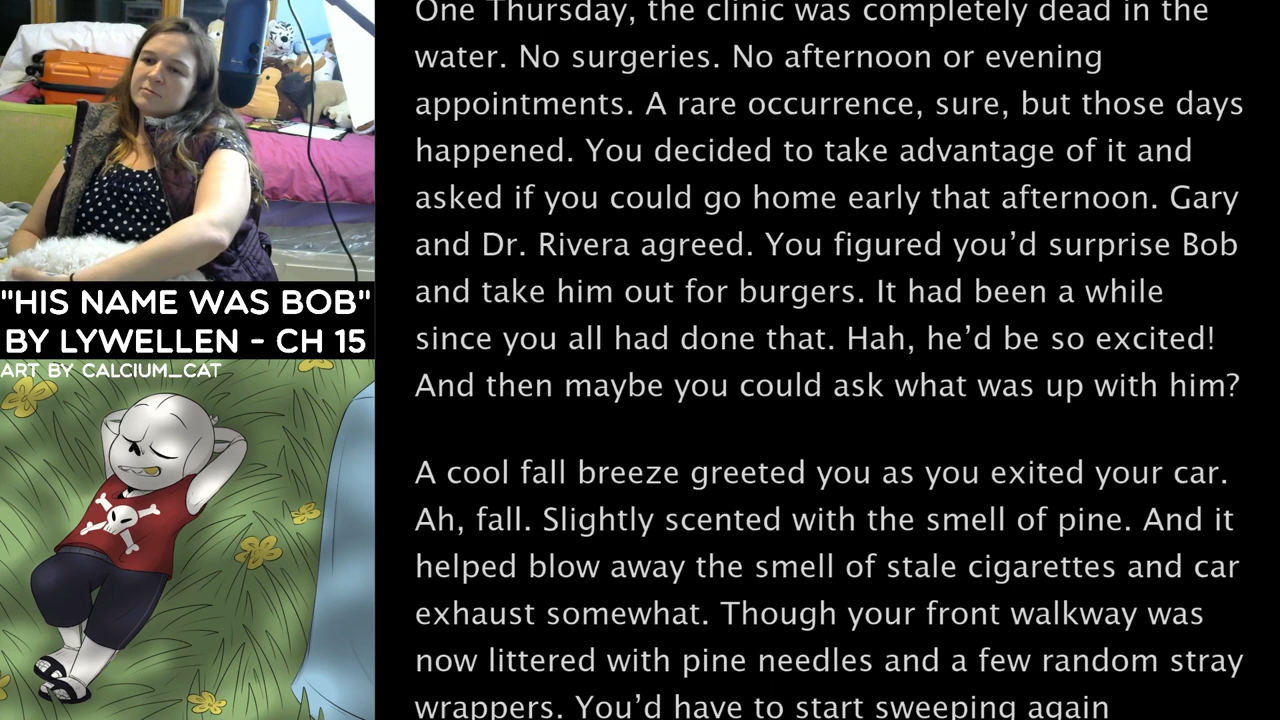 "HIS NAME WAS BOB"
BY LYWELLEN - CH 15
ART BY CALCIUM_CAT
One Thursday, the clinic was completely dead in the
water. No surgeries. No afternoon or evening
appointments. A rare occurrence, sure, but those days
happened. You decided to take advantage of it and
asked if you could go home early that afternoon. Gary
and Dr. Rivera agreed. You figured you’d surprise Bob
and take him out for burgers. It had been a while
since you all had done that. Hah, he’d be so excited!
And then maybe you could ask what was up with him?
A cool fall breeze greeted you as you exited your car.
Ah, fall. Slightly scented with the smell of pine. And it
helped blow away the smell of stale cigarettes and car
exhaust somewhat. Though your front walkway was
now littered with pine needles and a few random stray
wrappers. You’d have to start sweeping again